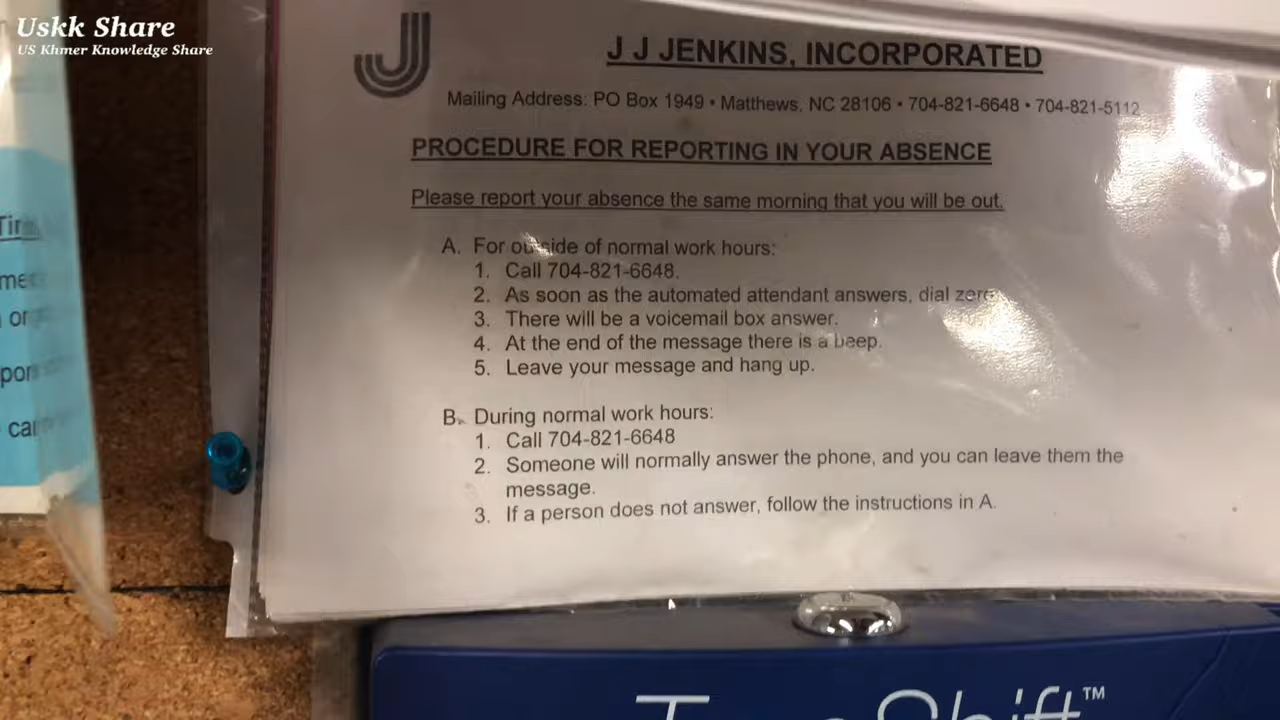 Uskk Share
US Khmer Knowledge Share
J J JENKINS, INCORPORATED
Mailing Address: PO Box 1949 • Matthews, NC 28106 • 704-821-6648 • 704-821-5112
PROCEDURE FOR REPORTING IN YOUR ABSENCE
Please report your absence the same morning that you will be out.
A. For outside of normal work hours:
1. Call 704-821-6648.
2. As soon as the automated attendant answers, dial zero
3. There will be a voicemail box answer.
4. At the end of the message there is a beep.
5. Leave your message and hang up.
B. During normal work hours:
1. Call 704-821-6648
2. Someone will normally answer the phone, and you can leave them the
message.
3. If a person does not answer, follow the instructions in A.